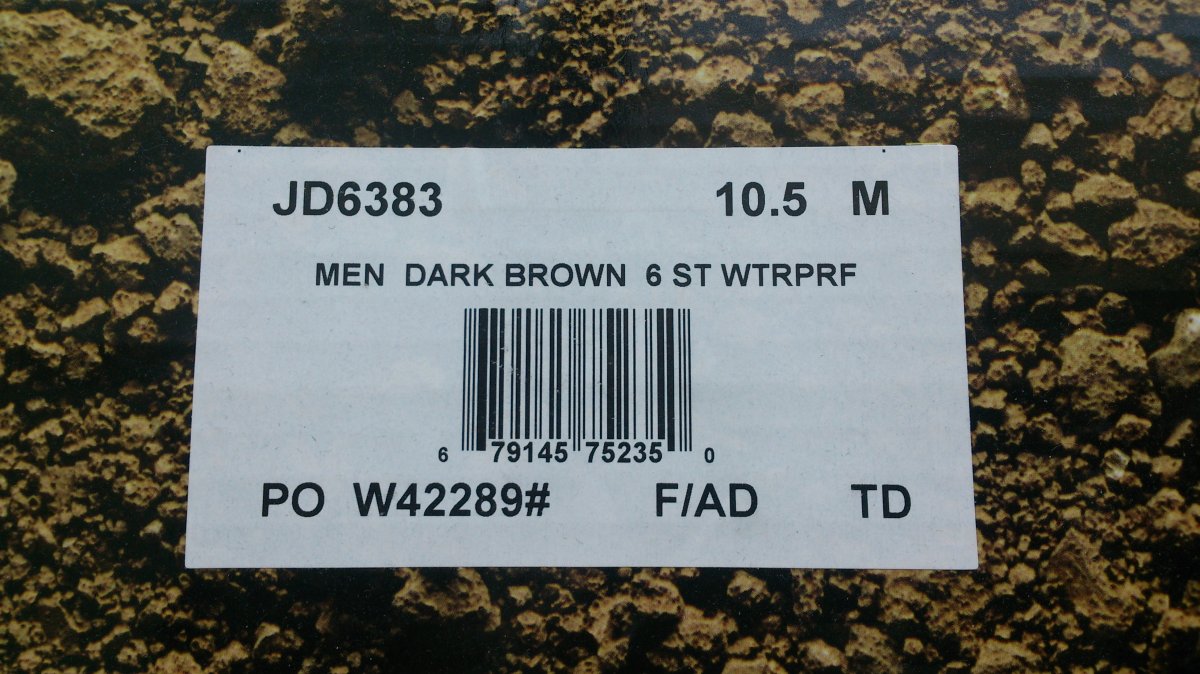 JD6383 10.5 M
MEN DARK BROWN 6 ST WTRPRF
6 79145 75235 0
PO W42289# F/AD TD